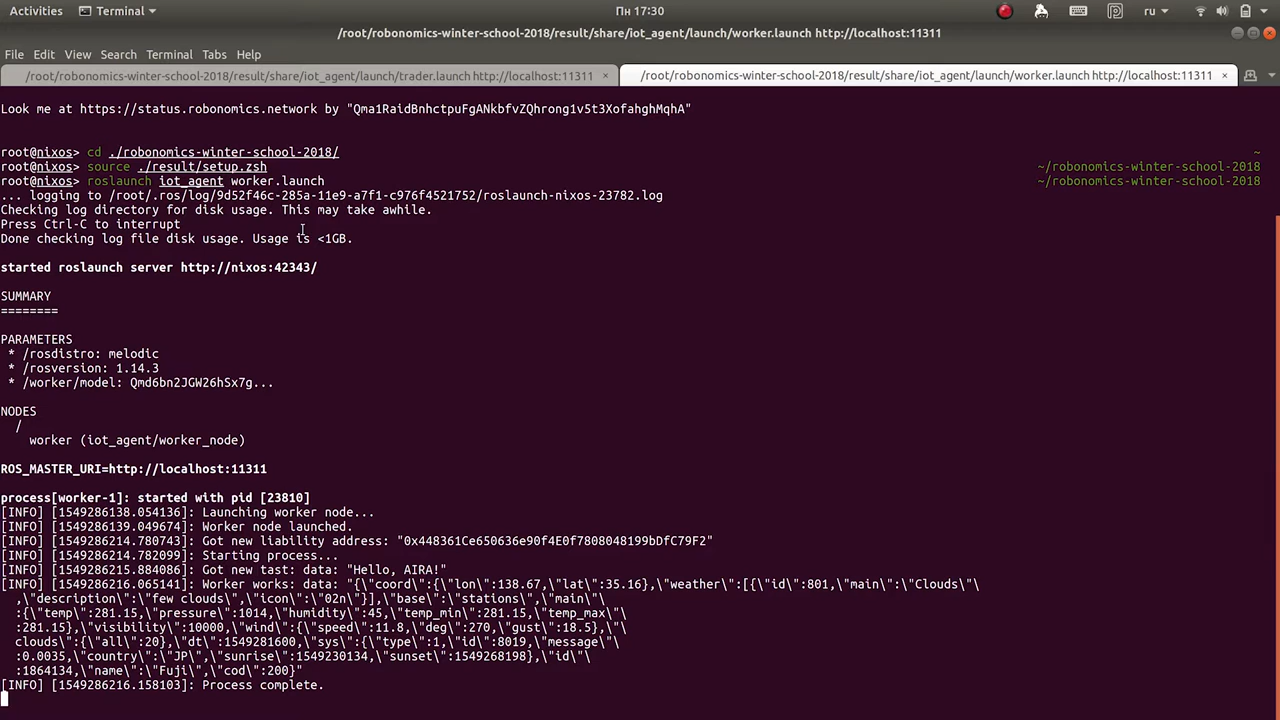 Activities Terminal Пн 17:30 ru
/root/robonomics-winter-school-2018/result/share/iot_agent/launch/worker.launch http://localhost:11311
File Edit View Search Terminal Tabs Help
/root/robonomics-winter-school-2018/result/share/iot_agent/launch/trader.launch http://localhost:11311 × /root/robonomics-winter-school-2018/result/share/iot_agent/launch/worker.launch http://localhost:11311 ×
Look me at https://status.robonomics.network by "Qma1RaidBnhctpuFgANkbfvZQhrong1v5t3XofahghMqhA"
root@nixos> cd ./robonomics-winter-school-2018/ ~
root@nixos> source ./result/setup.zsh ~/robonomics-winter-school-2018
root@nixos> roslaunch iot_agent worker.launch ~/robonomics-winter-school-2018
... logging to /root/.ros/log/9d52f46c-285a-11e9-a7f1-c976f4521752/roslaunch-nixos-23782.log
Checking log directory for disk usage. This may take awhile.
Press Ctrl-C to interrupt
Done checking log file disk usage. Usage is <1GB.
started roslaunch server http://nixos:42343/
SUMMARY
========
PARAMETERS
* /rosdistro: melodic
* /rosversion: 1.14.3
* /worker/model: Qmd6bn2JGW26hSx7g...
NODES
/
worker (iot_agent/worker_node)
ROS_MASTER_URI=http://localhost:11311
process[worker-1]: started with pid [23810]
[INFO] [1549286138.054136]: Launching worker node...
[INFO] [1549286139.049674]: Worker node launched.
[INFO] [1549286214.780743]: Got new liability address: "0x448361Ce650636e90f4E0f7808048199bDfC79F2"
[INFO] [1549286214.782099]: Starting process...
[INFO] [1549286215.884086]: Got new tast: data: "Hello, AIRA!"
[INFO] [1549286216.065141]: Worker works: data: "{\"coord\":{\"lon\":138.67,\"lat\":35.16},\"weather\":[{\"id\":801,\"main\":\"Clouds\"\
,\"description\":\"few clouds\",\"icon\":\"02n\"}],\"base\":\"stations\",\"main\"\
:{\"temp\":281.15,\"pressure\":1014,\"humidity\":45,\"temp_min\":281.15,\"temp_max\"\
:281.15},\"visibility\":10000,\"wind\":{\"speed\":11.8,\"deg\":270,\"gust\":18.5},\"\
clouds\":{\"all\":20},\"dt\":1549281600,\"sys\":{\"type\":1,\"id\":8019,\"message\"\
:0.0035,\"country\":\"JP\",\"sunrise\":1549230134,\"sunset\":1549268198},\"id\"\
:1864134,\"name\":\"Fuji\",\"cod\":200}"
[INFO] [1549286216.158103]: Process complete.